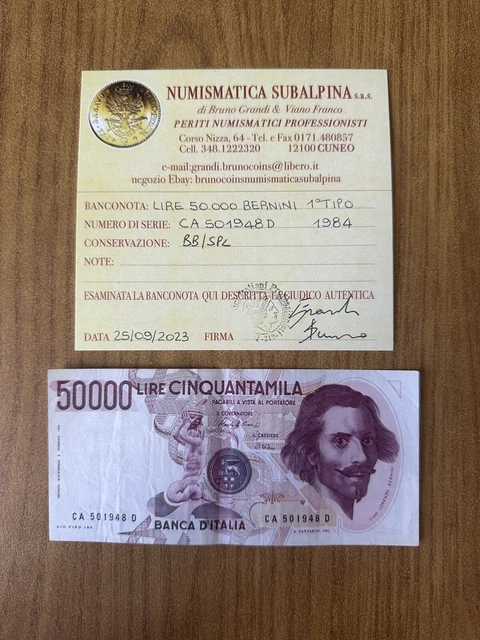 NUMISMATICA SUBALPINA s.a.s.
di Bruno Grandi & Viano Franco
PERITI NUMISMATICI PROFESSIONISTI
Corso Nizza, 64 - Tel. e Fax 0171.480857
Cell. 348.1222320 12100 CUNEO
e-mail:grandi.brunocoins@libero.it
negozio Ebay: brunocoinsnumismaticasubalpina
BANCONOTA: LIRE 50.000 BERNINI 1° TIPO
NUMERO DI SERIE: CA 501948 D 1984
CONSERVAZIONE: BB/SPL
NOTE:
ESAMINATA LA BANCONOTA QUI DESCRITTA LA GIUDICO AUTENTICA
DATA 25/09/2023 FIRMA
50000 LIRE CINQUANTAMILA
PAGABILI A VISTA AL PORTATORE
IL GOVERNATORE
IL CASSIERE
CA 501948 D
CA 501948 D
BANCA D'ITALIA